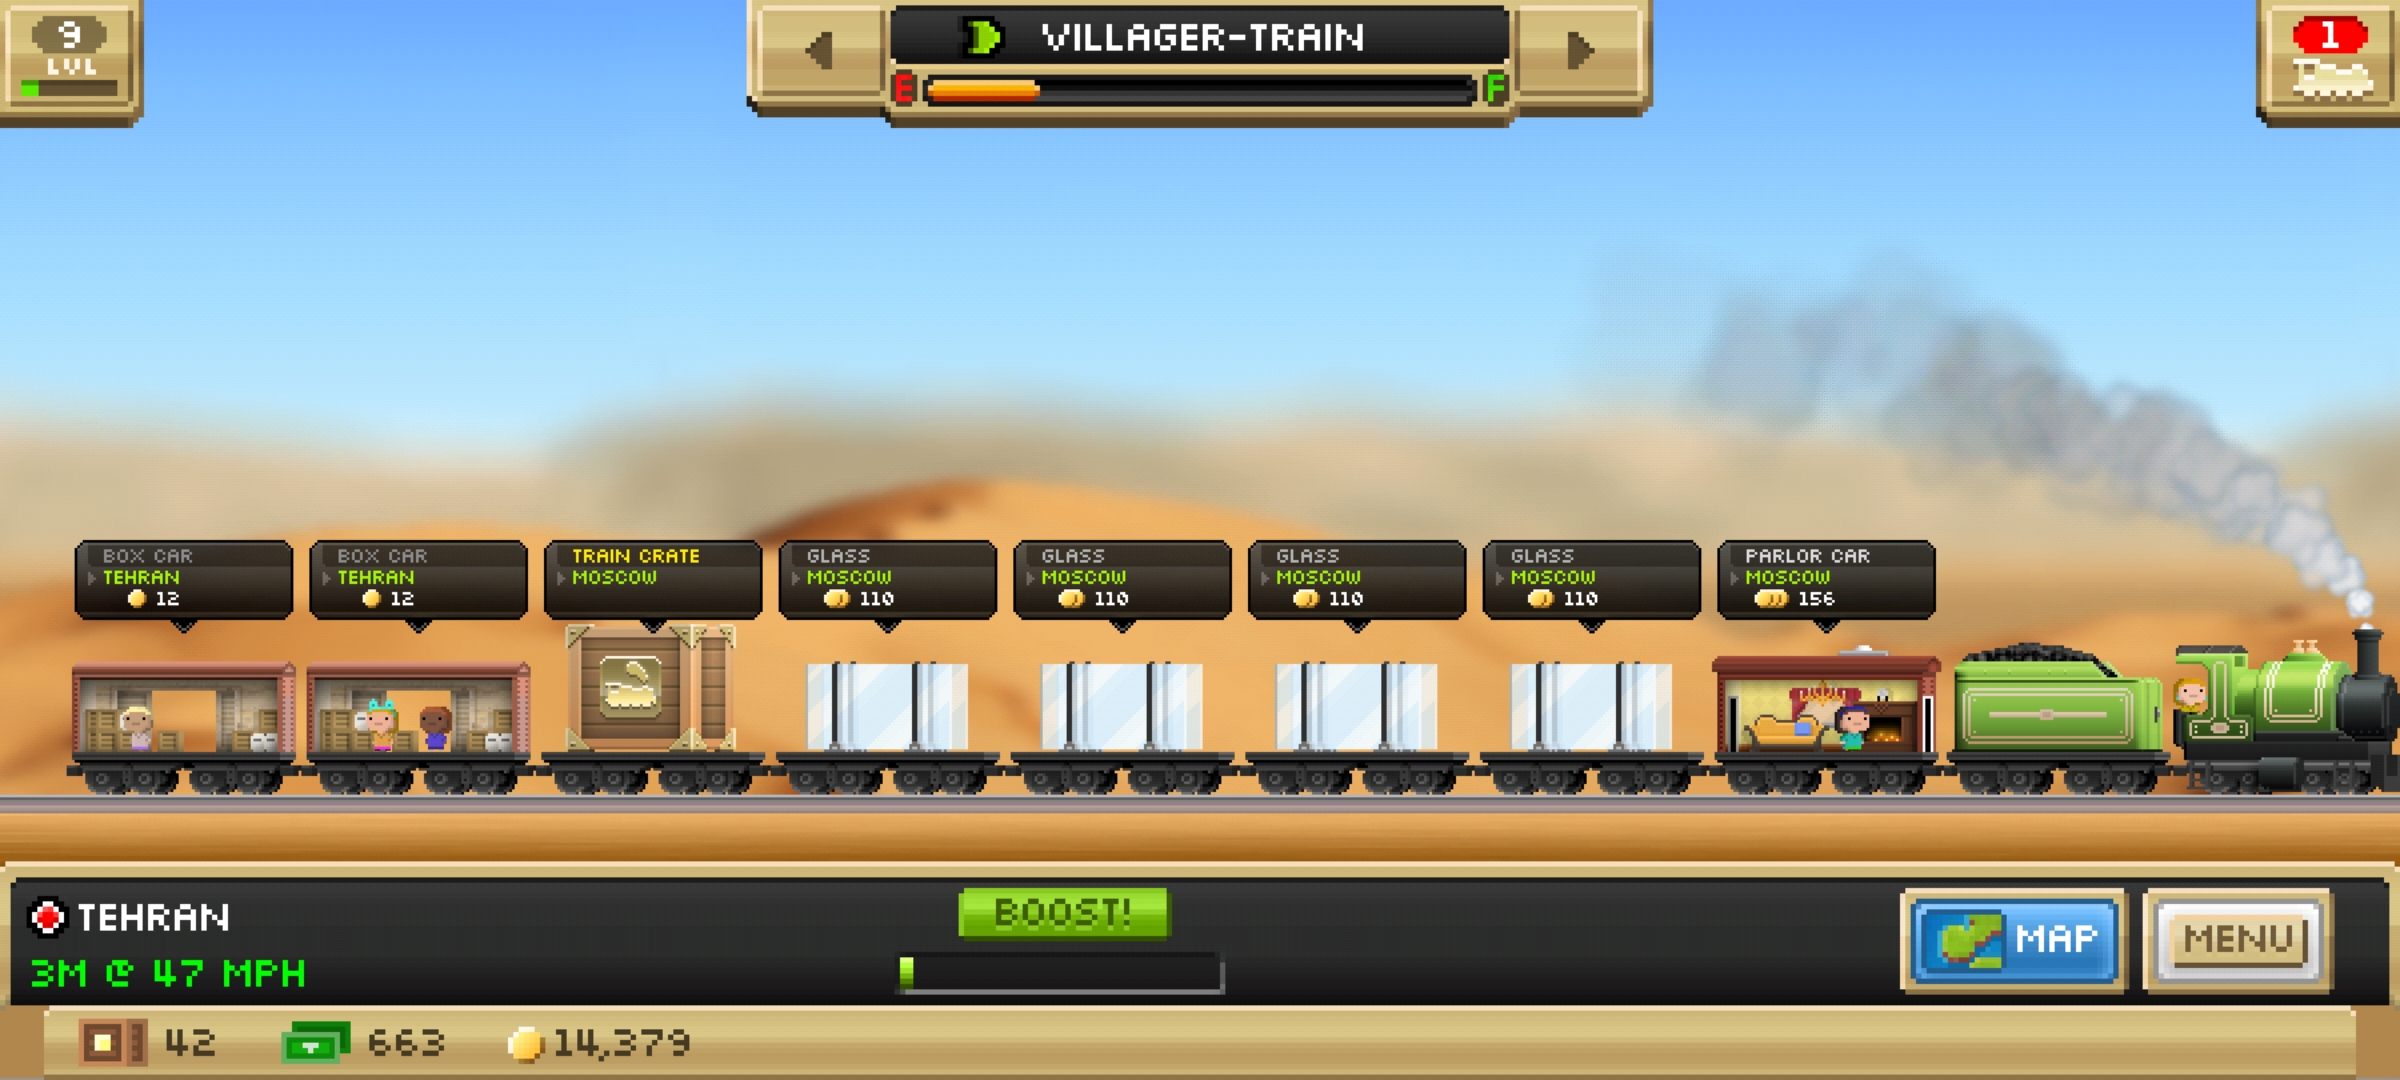 9
LVL
VILLAGER-TRAIN
E F
1
BOX CAR
TEHRAN
12
BOX CAR
TEHRAN
12
TRAIN CRATE
MOSCOW
GLASS
MOSCOW
110
GLASS
MOSCOW
110
GLASS
MOSCOW
110
GLASS
MOSCOW
110
PARLOR CAR
MOSCOW
156
TEHRAN
3M @ 47 MPH
BOOST!
MAP
MENU
42
663
14,379